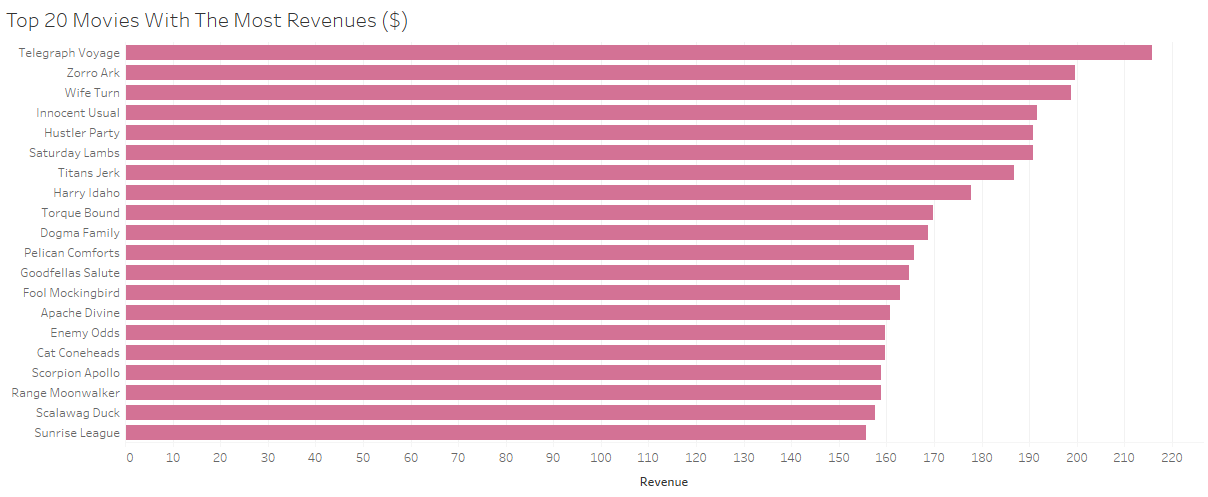 Top 20 Movies With The Most Revenues ($)
Telegraph Voyage
Zorro Ark
Wife Turn
Innocent Usual
Hustler Party
Saturday Lambs
Titans Jerk
Harry Idaho
Torque Bound
Dogma Family
Pelican Comforts
Goodfellas Salute
Fool Mockingbird
Apache Divine
Enemy Odds
Cat Coneheads
Scorpion Apollo
Range Moonwalker
Scalawag Duck
Sunrise League
0 10 20 30 40 50 60 70 80 90 100 110 120 130 140 150 160 170 180 190 200 210 220
Revenue